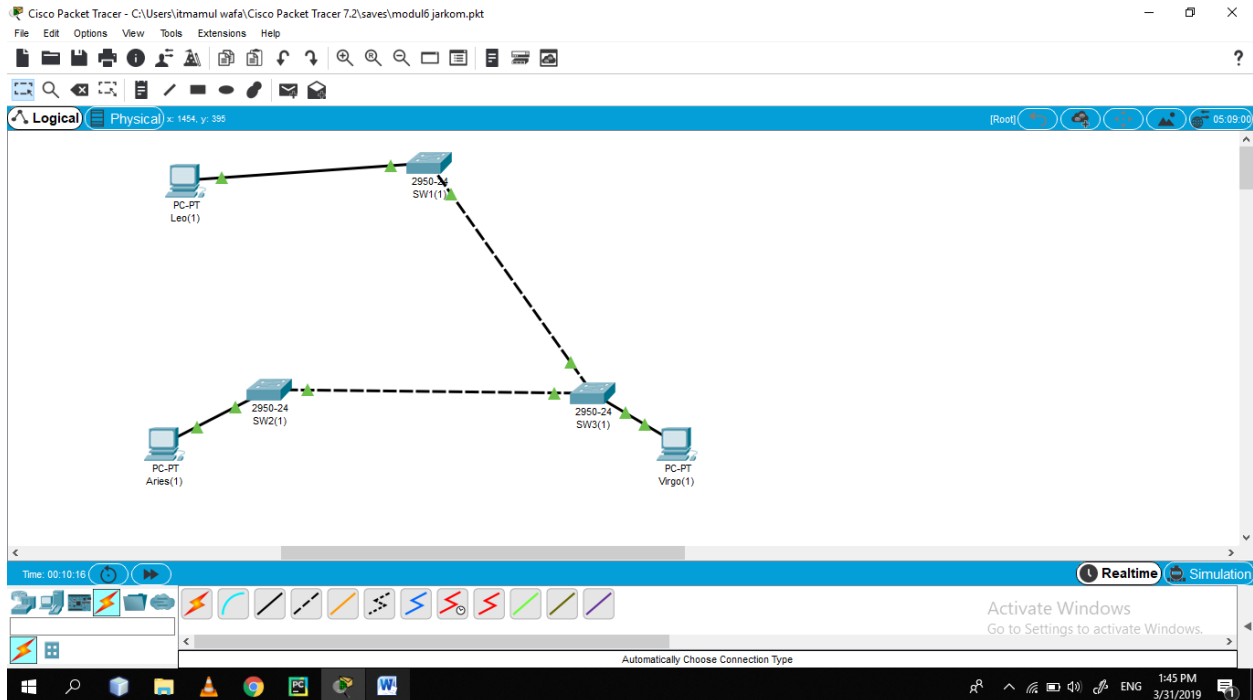 Cisco Packet Tracer - C:\Users\itmamul wafa\Cisco Packet Tracer 7.2\saves\modul6 jarkom.pkt
File Edit Options View Tools Extensions Help
?
Logical Physical x: 1454, y: 395 [Root] 05:09:00
2950-24
SW1(1)
PC-PT
Leo(1)
2950-24
SW2(1)
2950-24
SW3(1)
PC-PT
Aries(1)
PC-PT
Virgo(1)
Time: 00:10:16 Realtime Simulation
Activate Windows
Go to Settings to activate Windows.
Automatically Choose Connection Type
ENG 1:45 PM
3/31/2019